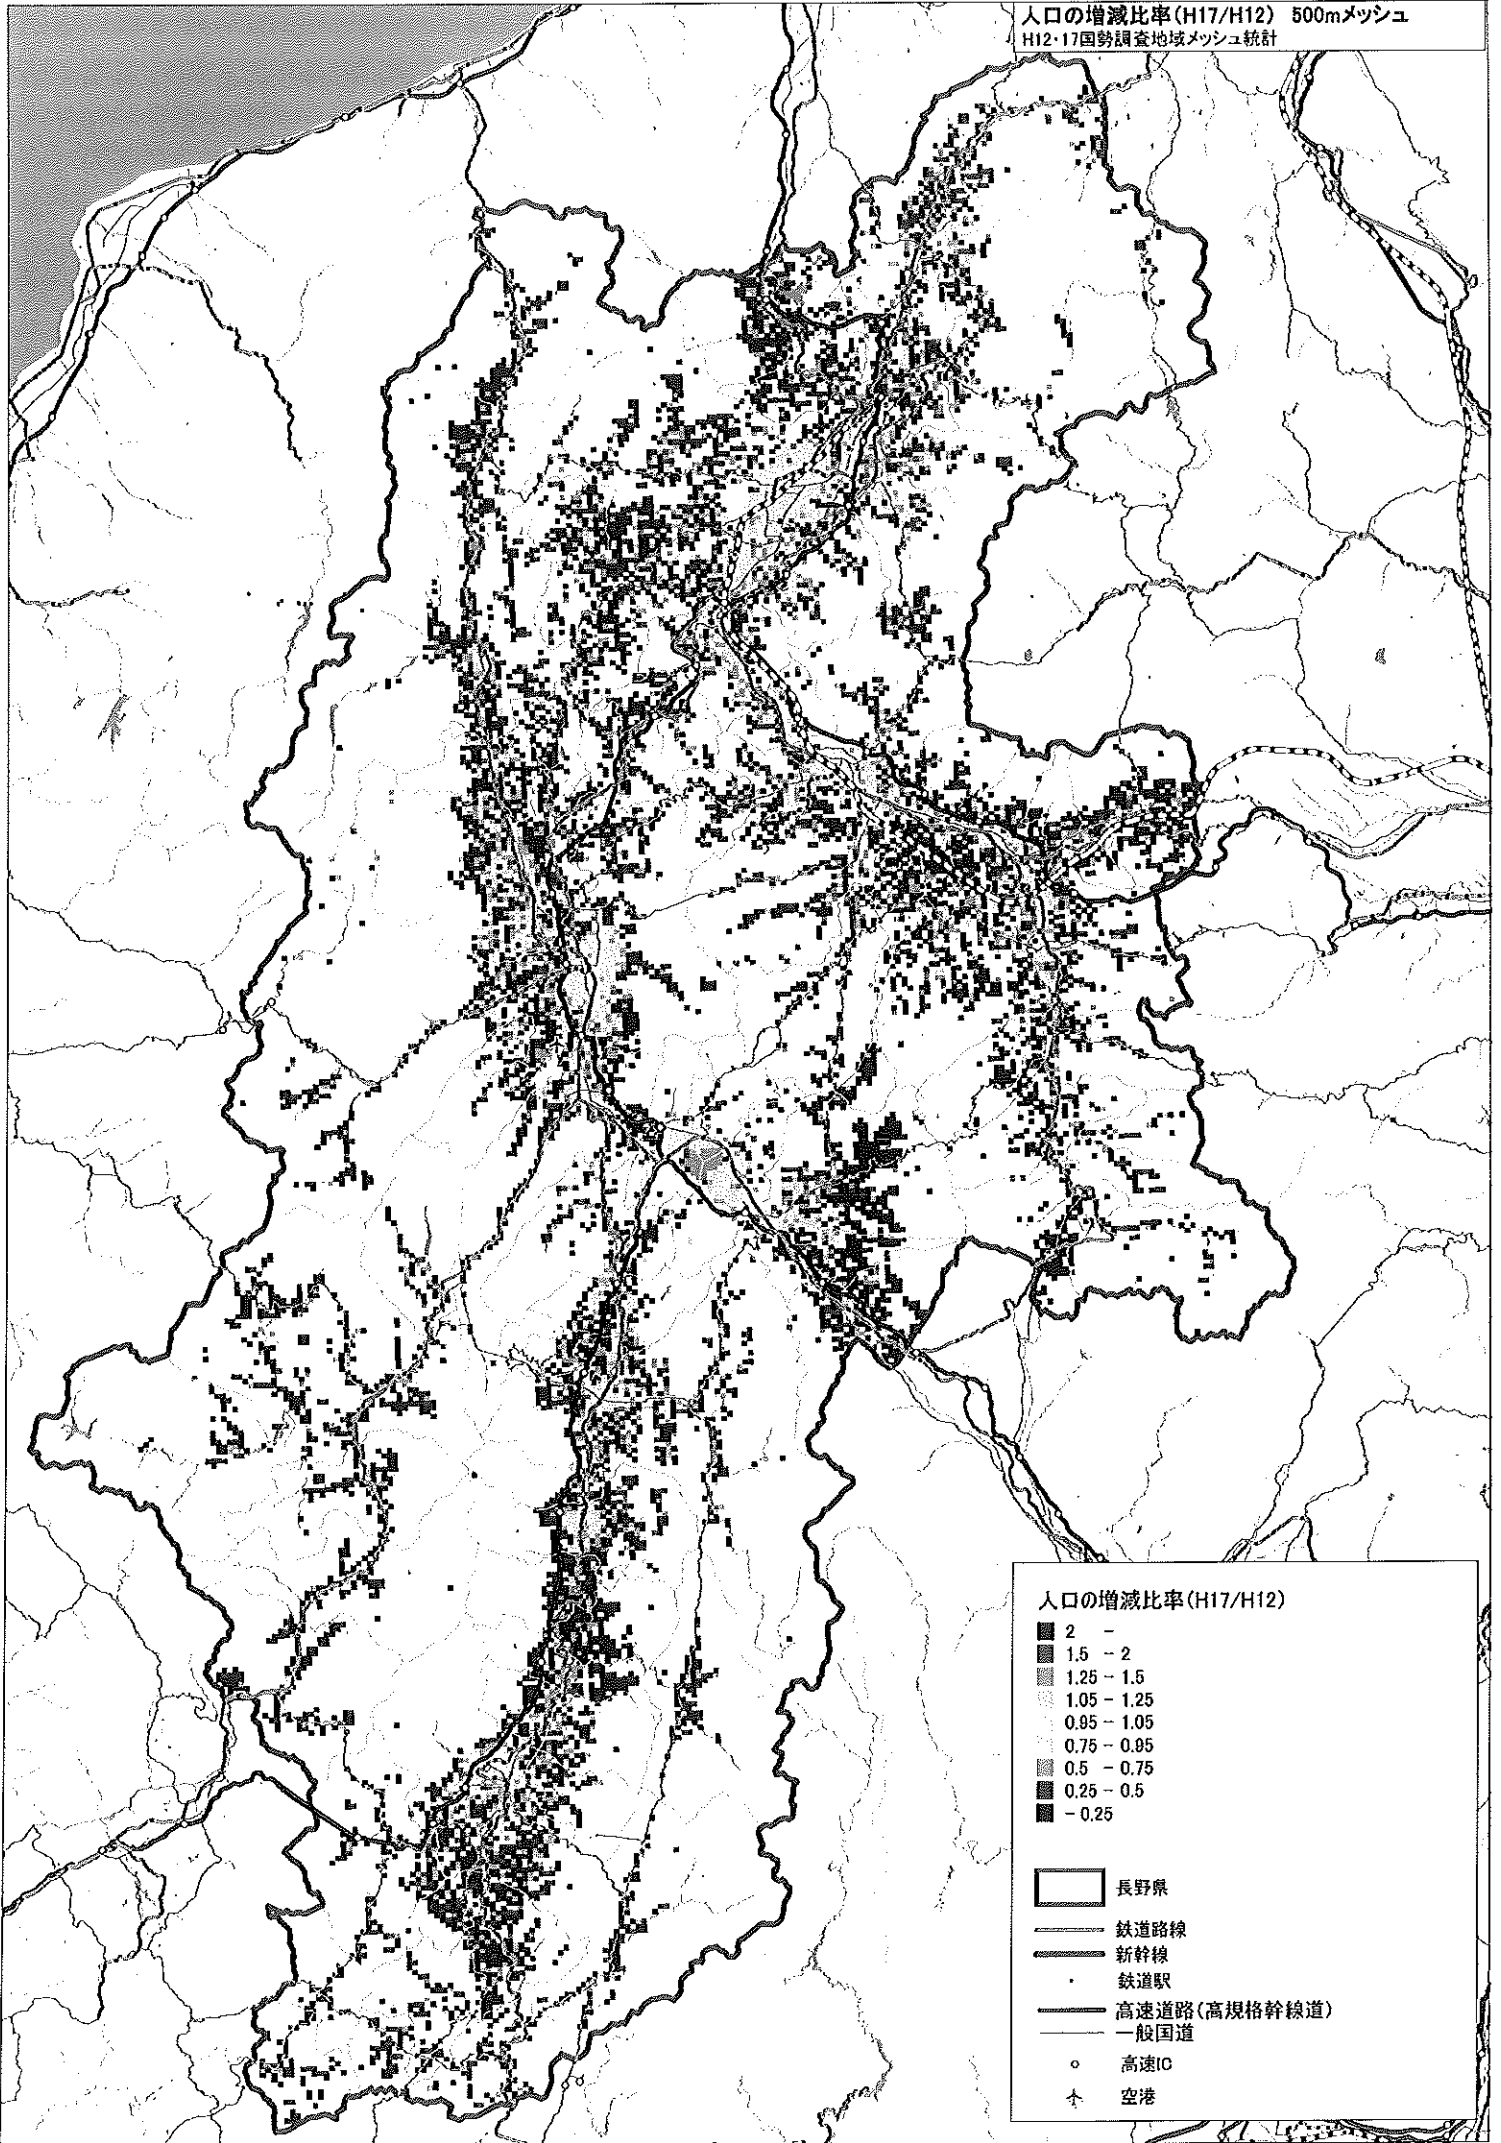 人口の増減比率(H17/H12) 500mメッシュ
H12・17国勢調査地域メッシュ統計
人口の増減比率(H17/H12)
2 -
1.5 - 2
1.25 - 1.5
1.05 - 1.25
0.95 - 1.05
0.75 - 0.95
0.5 - 0.75
0.25 - 0.5
- 0.25
長野県
鉄道路線
新幹線
鉄道駅
高速道路(高規格幹線道)
一般国道
高速IC
空港